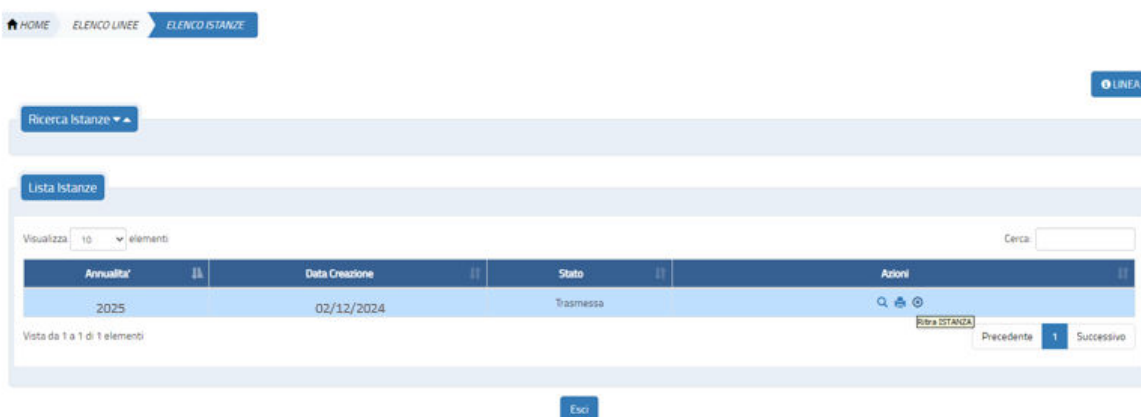 HOME ELENCO LINEE ELENCO ISTANZE
LINEA
Ricerca Istanze
Lista Istanze
Visualizza 10 elementi Cerca:
Annualita' Data Creazione Stato Azioni
2025 02/12/2024 Trasmessa
Ritira ISTANZA
Vista da 1 a 1 di 1 elementi Precedente 1 Successivo
Esci